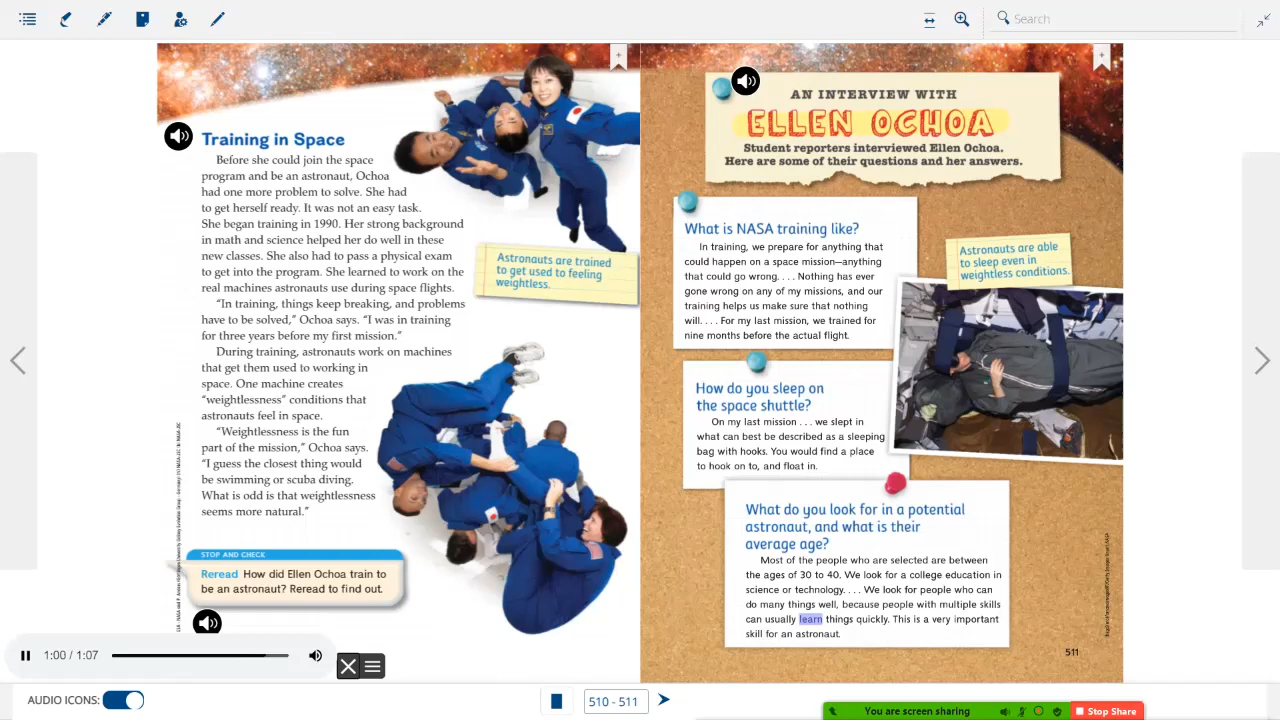 Search
Training in Space
Before she could join the space
program and be an astronaut, Ochoa
had one more problem to solve. She had
to get herself ready. It was not an easy task.
She began training in 1990. Her strong background
in math and science helped her do well in these
new classes. She also had to pass a physical exam
to get into the program. She learned to work on the
real machines astronauts use during space flights.
“In training, things keep breaking, and problems
have to be solved,” Ochoa says. “I was in training
for three years before my first mission.”
During training, astronauts work on machines
that get them used to working in
space. One machine creates
“weightlessness” conditions that
astronauts feel in space.
“Weightlessness is the fun
part of the mission,” Ochoa says.
“I guess the closest thing would
be swimming or scuba diving.
What is odd is that weightlessness
seems more natural.”
Astronauts are trained
to get used to feeling
weightless.
STOP AND CHECK
Reread How did Ellen Ochoa train to
be an astronaut? Reread to find out.
AN INTERVIEW WITH
ELLEN OCHOA
Student reporters interviewed Ellen Ochoa.
Here are some of their questions and her answers.
What is NASA training like?
In training, we prepare for anything that
could happen on a space mission—anything
that could go wrong. . . . Nothing has ever
gone wrong on any of my missions, and our
training helps us make sure that nothing
will. . . . For my last mission, we trained for
nine months before the actual flight.
Astronauts are able
to sleep even in
weightless conditions.
How do you sleep on
the space shuttle?
On my last mission . . . we slept in
what can best be described as a sleeping
bag with hooks. You would find a place
to hook on to, and float in.
What do you look for in a potential
astronaut, and what is their
average age?
Most of the people who are selected are between
the ages of 30 to 40. We look for a college education in
science or technology. . . . We look for people who can
do many things well, because people with multiple skills
can usually learn things quickly. This is a very important
skill for an astronaut.
511
1:00 / 1:07
AUDIO ICONS:
510 - 511
You are screen sharing
Stop Share